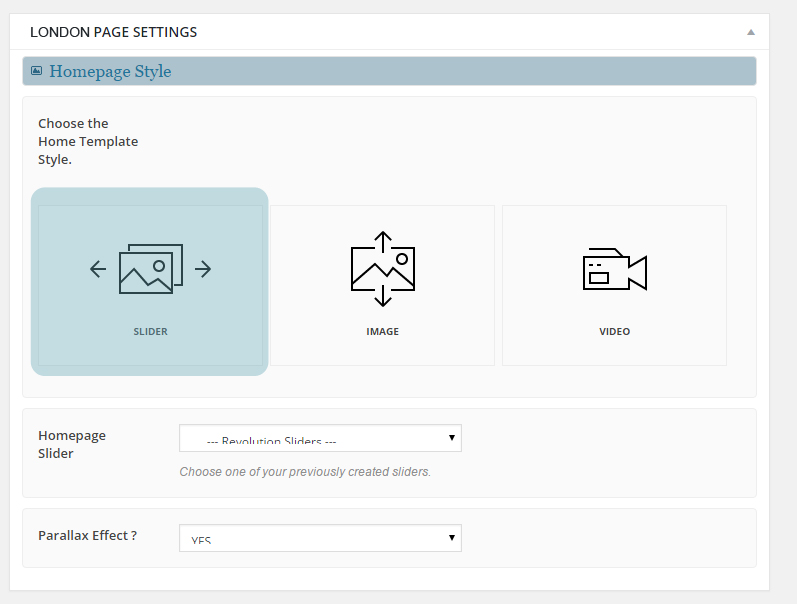 LONDON PAGE SETTINGS
Homepage Style
Choose the
Home Template
Style.
SLIDER
IMAGE
VIDEO
Homepage
Slider
--- Revolution Sliders ---
Choose one of your previously created sliders.
Parallax Effect ?
YES